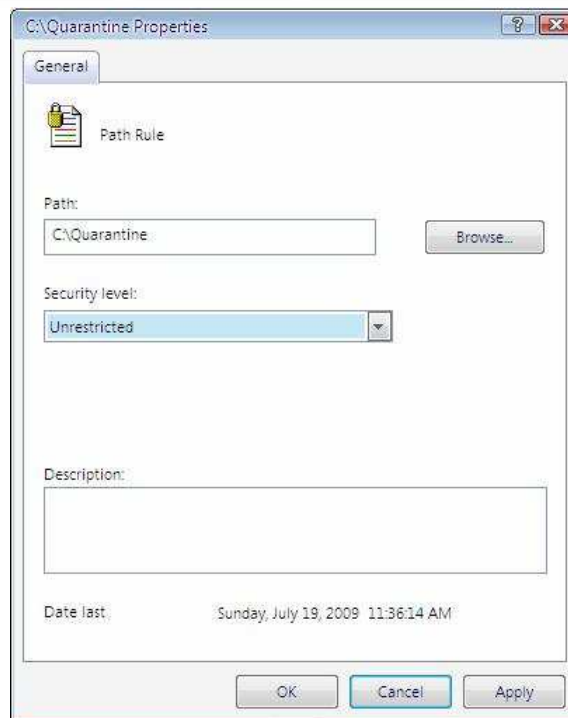 C:\Quarantine Properties
General
Path Rule
Path:
C:\Quarantine
Browse...
Security level:
Unrestricted
Description:
Date last Sunday, July 19, 2009 11:36:14 AM
OK Cancel Apply